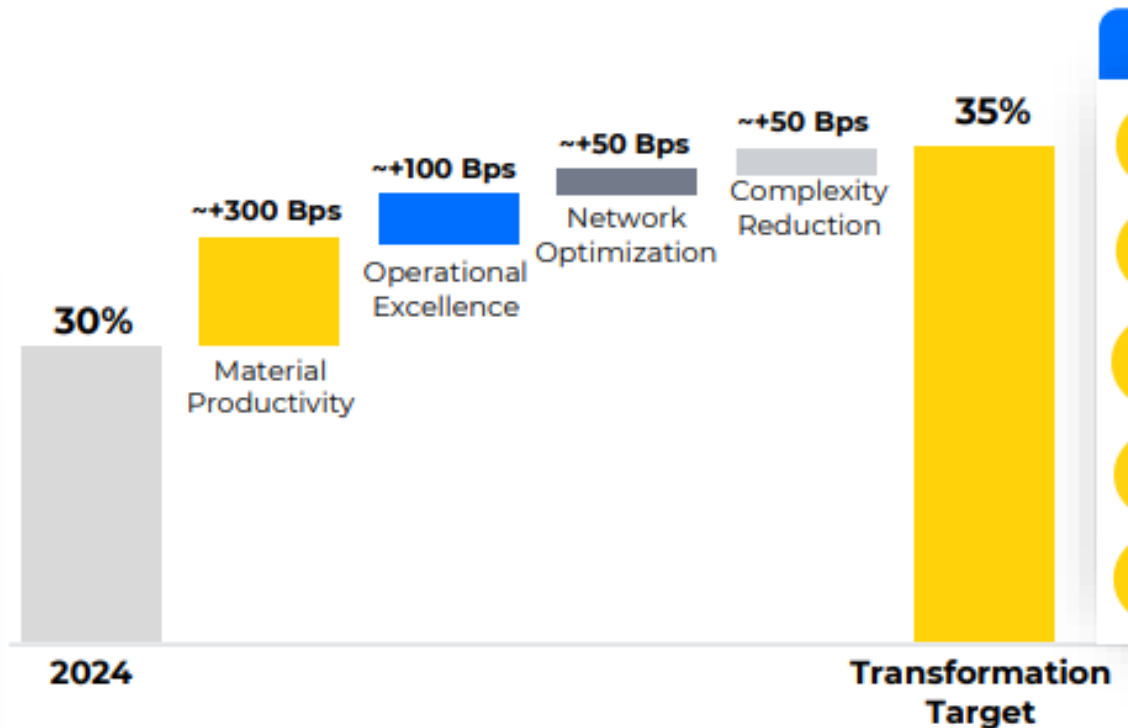 35%
~+50 Bps
~+50 Bps
~+100 Bps
~+300 Bps
Complexity
Reduction
Network
Optimization
Operational
Excellence
30%
Material
Productivity
2024
Transformation
Target